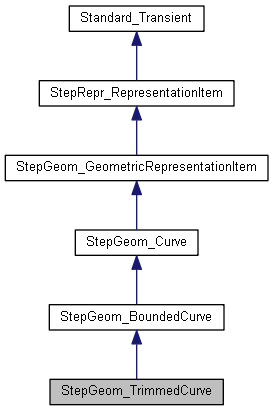 Standard_Transient
StepRepr_RepresentationItem
StepGeom_GeometricRepresentationItem
StepGeom_Curve
StepGeom_BoundedCurve
StepGeom_TrimmedCurve